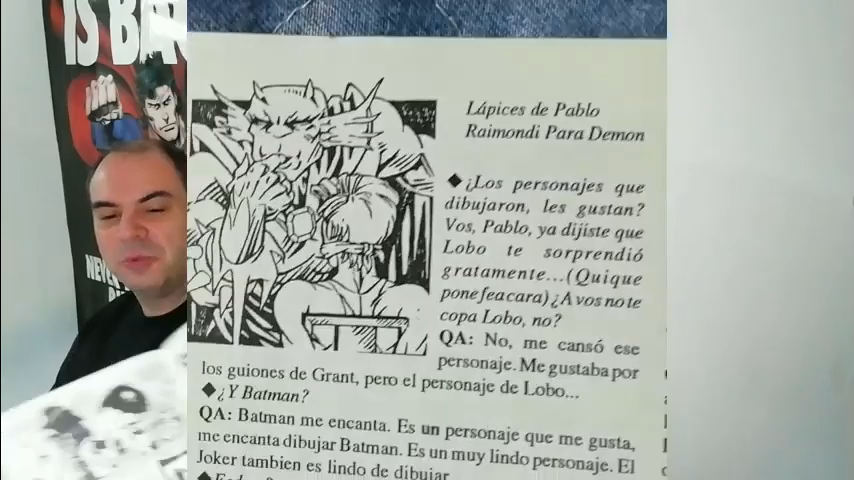 IS BA
NEVE
Lápices de Pablo
Raimondi Para Demon
◆¿Los personajes que
dibujaron, les gustan?
Vos, Pablo, ya dijiste que
Lobo te sorprendió
gratamente...(Quique
pone fea cara) ¿A vos no te
copa Lobo, no?
QA: No, me cansó ese
personaje. Me gustaba por
los guiones de Grant, pero el personaje de Lobo...
◆¿Y Batman?
QA: Batman me encanta. Es un personaje que me gusta,
me encanta dibujar Batman. Es un muy lindo personaje. El
Joker tambien es lindo de dibujar